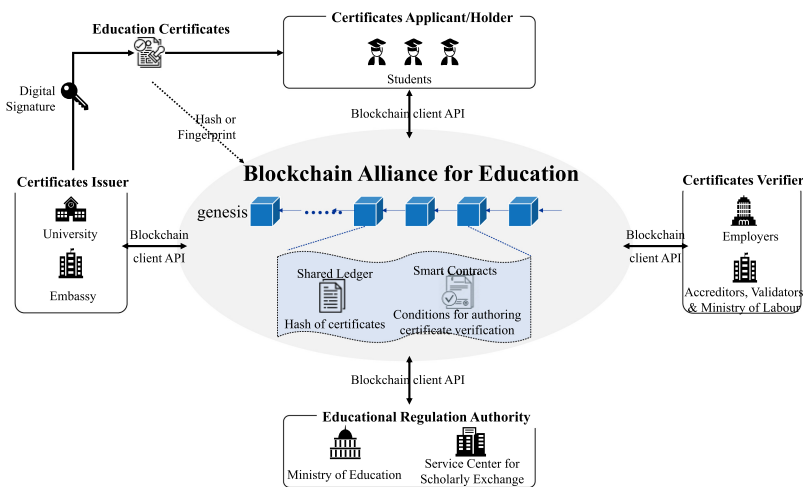 Education Certificates
Certificates Applicant/Holder
Students
Digital
Signature
Hash or
Fingerprint
Blockchain client API
Blockchain Alliance for Education
genesis
Certificates Issuer
University
Embassy
Blockchain
client API
Certificates Verifier
Employers
Accreditors, Validators
& Ministry of Labour
Blockchain
client API
Shared Ledger
Hash of certificates
Smart Contracts
Conditions for authoring
certificate verification
Blockchain client API
Educational Regulation Authority
Ministry of Education
Service Center for
Scholarly Exchange